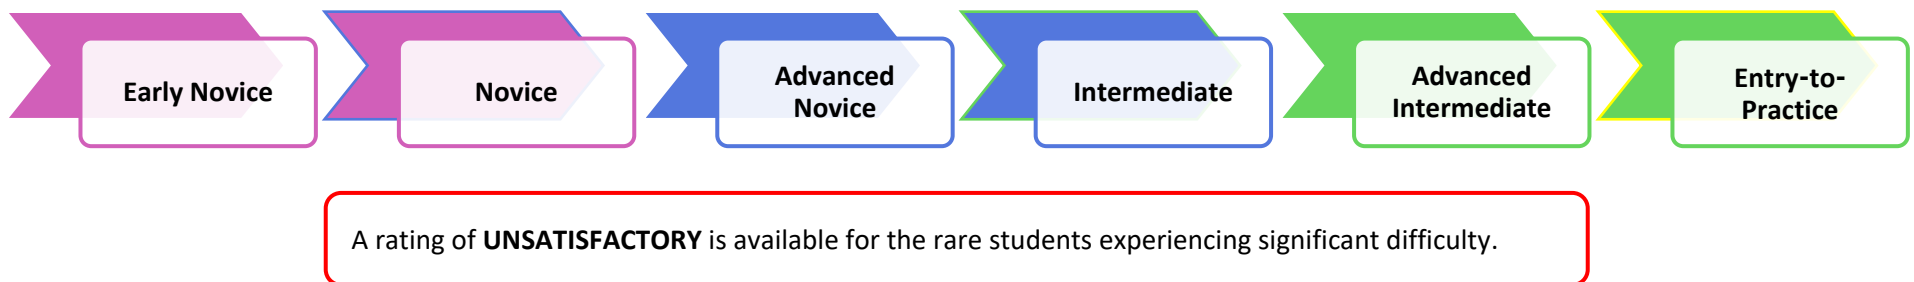 Early Novice
Novice
Advanced
Novice
Intermediate
Advanced
Intermediate
Entry-to-
Practice
A rating of UNSATISFACTORY is available for the rare students experiencing significant difficulty.